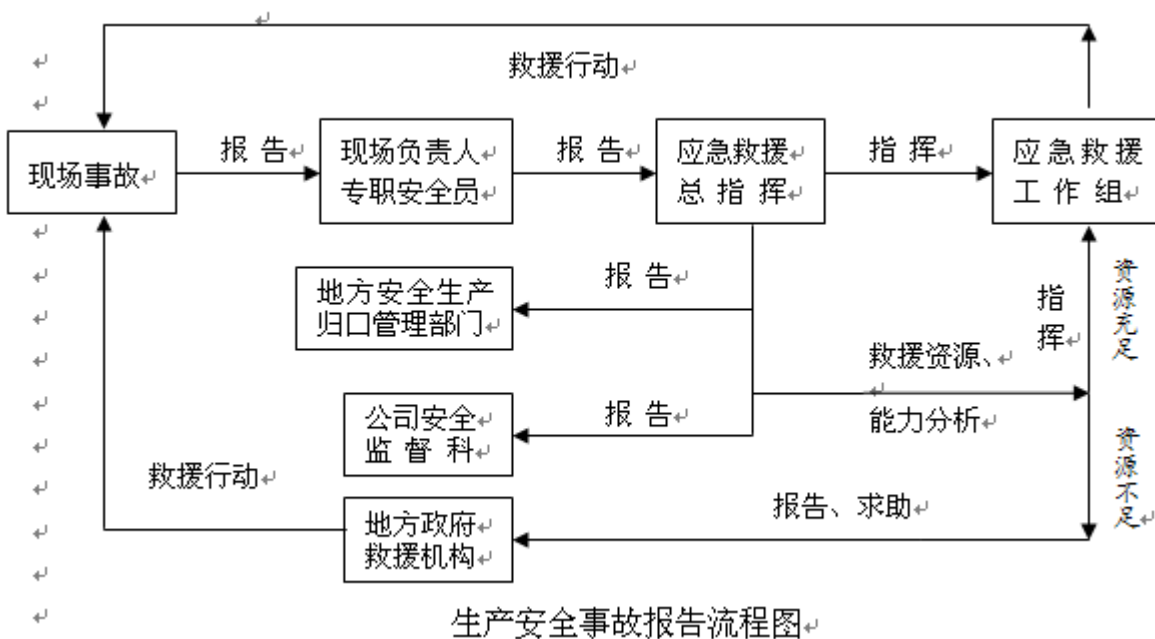 救援行动
现场事故
报 告
现场负责人
专职安全员
报 告
应急救援
总 指 挥
指 挥
应 急 救 援
工 作 组
地方安全生产
归口管理部门
报 告
指
挥
资源充足
救援资源、
能力分析
公司安全
监 督 科
报 告
资源不足
救援行动
地方政府
救援机构
报告、求助
生产安全事故报告流程图